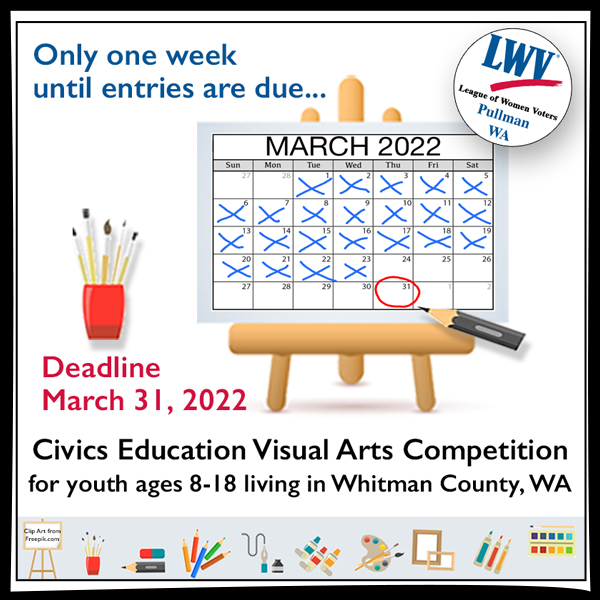 Only one week
until entries are due...
LWV
®
League of Women Voters
Pullman
WA
MARCH 2022
Sun Mon Tue Wed Thu Fri Sat
27 28 1 2 3 4 5
6 7 8 9 10 11 12
13 14 15 16 17 18 19
20 21 22 23 24 25 26
27 28 29 30 31 1 2
Deadline
March 31, 2022
Civics Education Visual Arts Competition
for youth ages 8-18 living in Whitman County, WA
Clip Art from
Freepik.com